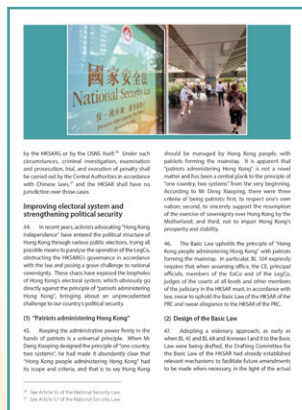 國家安全法
National Security Law
by the HKSARG or by the OSNS itself.²⁰ Under such
circumstances, criminal investigation, examination
and prosecution, trial, and execution of penalty shall
be carried out by the Central Authorities in accordance
with Chinese laws,²¹ and the HKSAR shall have no
jurisdiction over those cases.
Improving electoral system and
strengthening political security
44. In recent years, activists advocating "Hong Kong
independence" have entered the political structure of
Hong Kong through various public elections, trying all
possible means to paralyse the operation of the LegCo,
obstructing the HKSARG's governance in accordance
with the law and posing a grave challenge to national
sovereignty. These chaos have exposed the loopholes
of Hong Kong's electoral system, which obviously go
directly against the principle of "patriots administering
Hong Kong", bringing about an unprecedented
challenge to our country's political security.
(1) "Patriots administering Hong Kong"
45. Keeping the administrative power firmly in the
hands of patriots is a universal principle. When Mr
Deng Xiaoping designed the principle of "one country,
two systems", he had made it abundantly clear that
"Hong Kong people administering Hong Kong" had
its scope and criteria, and that is to say Hong Kong
should be managed by Hong Kong people, with
patriots forming the mainstay. It is apparent that
"patriots administering Hong Kong" is not a novel
matter and has been a central plank to the principle of
"one country, two systems" from the very beginning.
According to Mr Deng Xiaoping, there were three
criteria of being patriotic: first, to respect one's own
nation; second, to sincerely support the resumption
of the exercise of sovereignty over Hong Kong by the
Motherland; and third, not to impair Hong Kong's
prosperity and stability.
46. The Basic Law upholds the principle of "Hong
Kong people administering Hong Kong" with patriots
forming the mainstay. In particular, BL 104 expressly
requires that when assuming office, the CE, principal
officials, members of the ExCo and of the LegCo,
judges of the courts at all levels and other members
of the judiciary in the HKSAR must, in accordance with
law, swear to uphold the Basic Law of the HKSAR of the
PRC and swear allegiance to the HKSAR of the PRC.
(2) Design of the Basic Law
47. Adopting a visionary approach, as early as
when BL 45 and BL 68 and Annexes I and II to the Basic
Law were being drafted, the Drafting Committee for
the Basic Law of the HKSAR had already established
relevant mechanisms to facilitate future amendments
to be made when necessary, in the light of the actual
²⁰ See Article 55 of the National Security Law.
²¹ See Article 57 of the National Security Law.